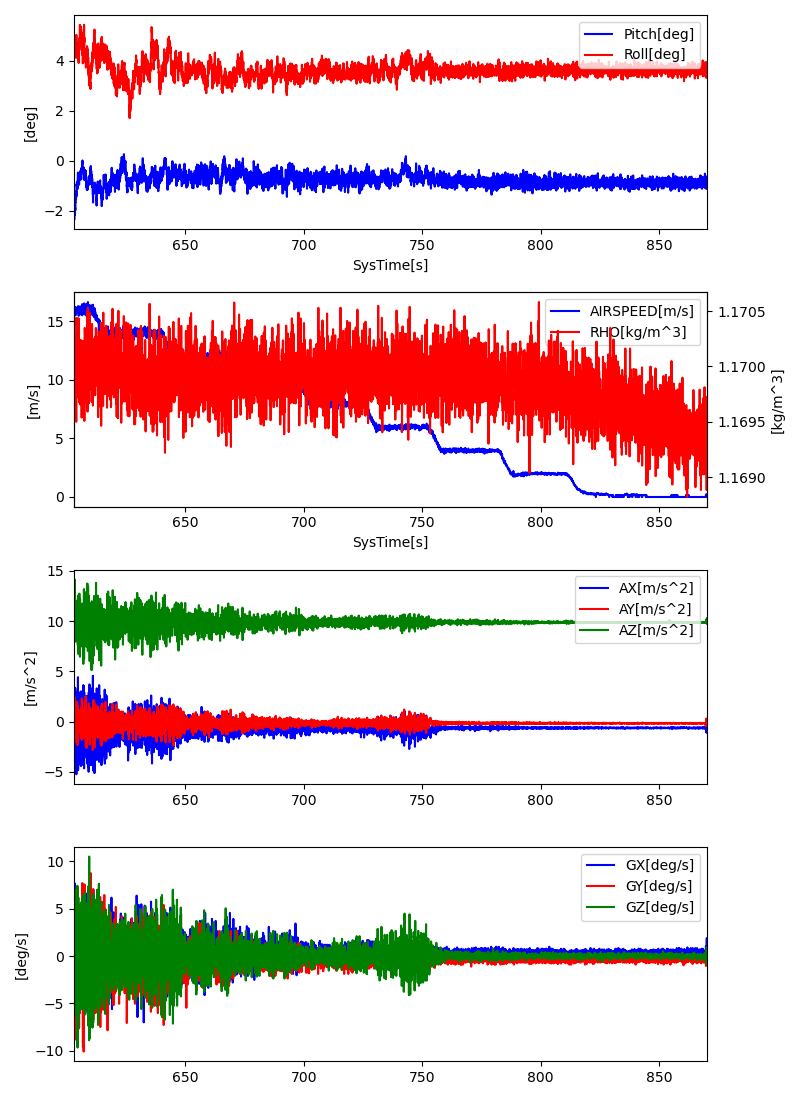 Pitch[deg]
Roll[deg]
4
2
0
−2
[deg]
650 700 750 800 850
SysTime[s]
AIRSPEED[m/s]
RHO[kg/m^3]
15
10
5
0
[m/s]
1.1705
1.1700
1.1695
1.1690
[kg/m^3]
650 700 750 800 850
SysTime[s]
AX[m/s^2]
AY[m/s^2]
AZ[m/s^2]
15
10
5
0
−5
[m/s^2]
650 700 750 800 850
GX[deg/s]
GY[deg/s]
GZ[deg/s]
10
5
0
−5
−10
[deg/s]
650 700 750 800 850